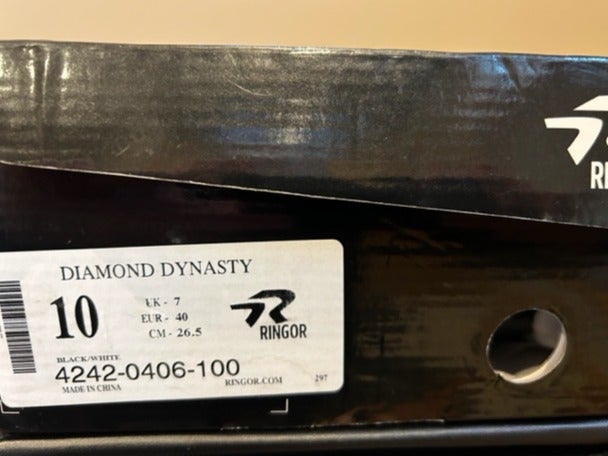 RI
DIAMOND DYNASTY
10
UK - 7
EUR - 40
CM - 26.5
RINGOR
BLACK/WHITE
4242-0406-100
MADE IN CHINA
RINGOR.COM
297